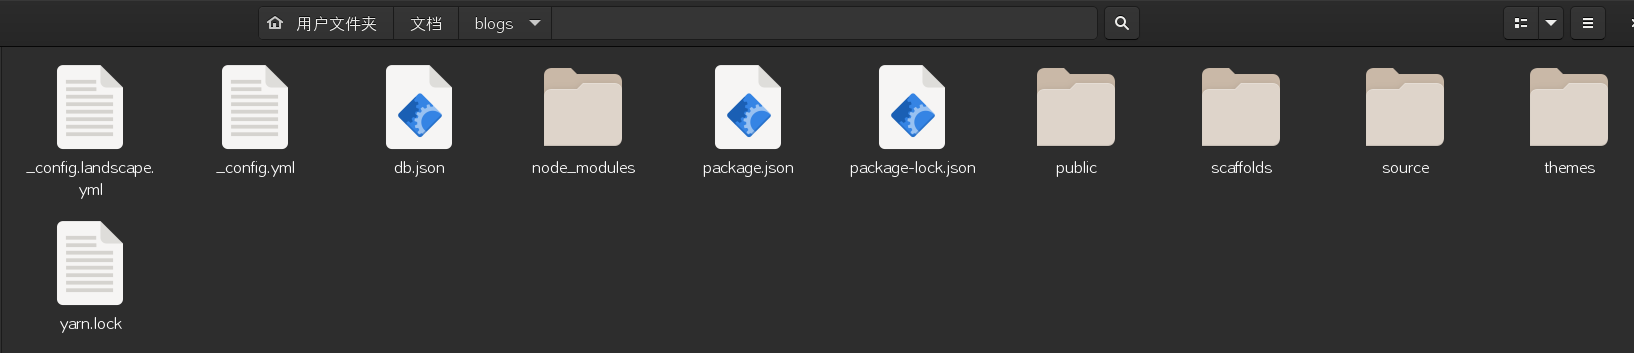 用户文件夹 文档 blogs
_config.landscape.yml _config.yml db.json node_modules package.json package-lock.json public scaffolds source themes
yarn.lock